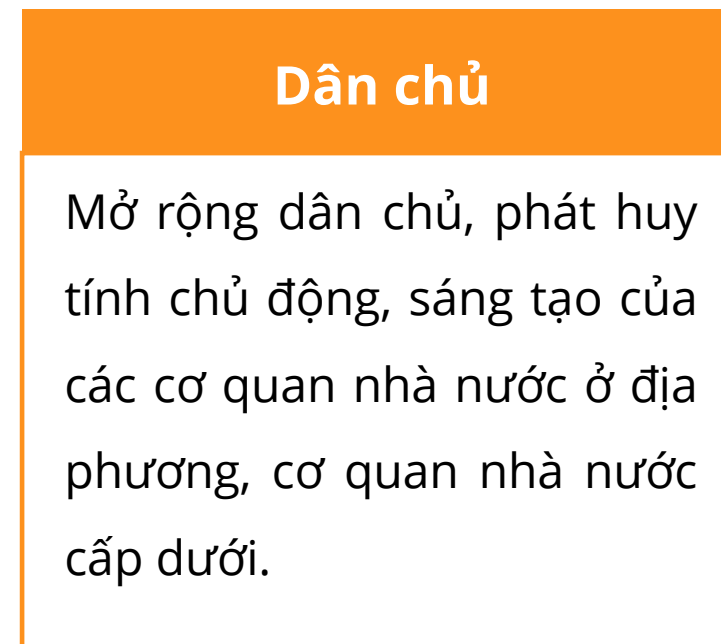 Dân chủ
Mở rộng dân chủ, phát huy
tính chủ động, sáng tạo của
các cơ quan nhà nước ở địa
phương, cơ quan nhà nước
cấp dưới.